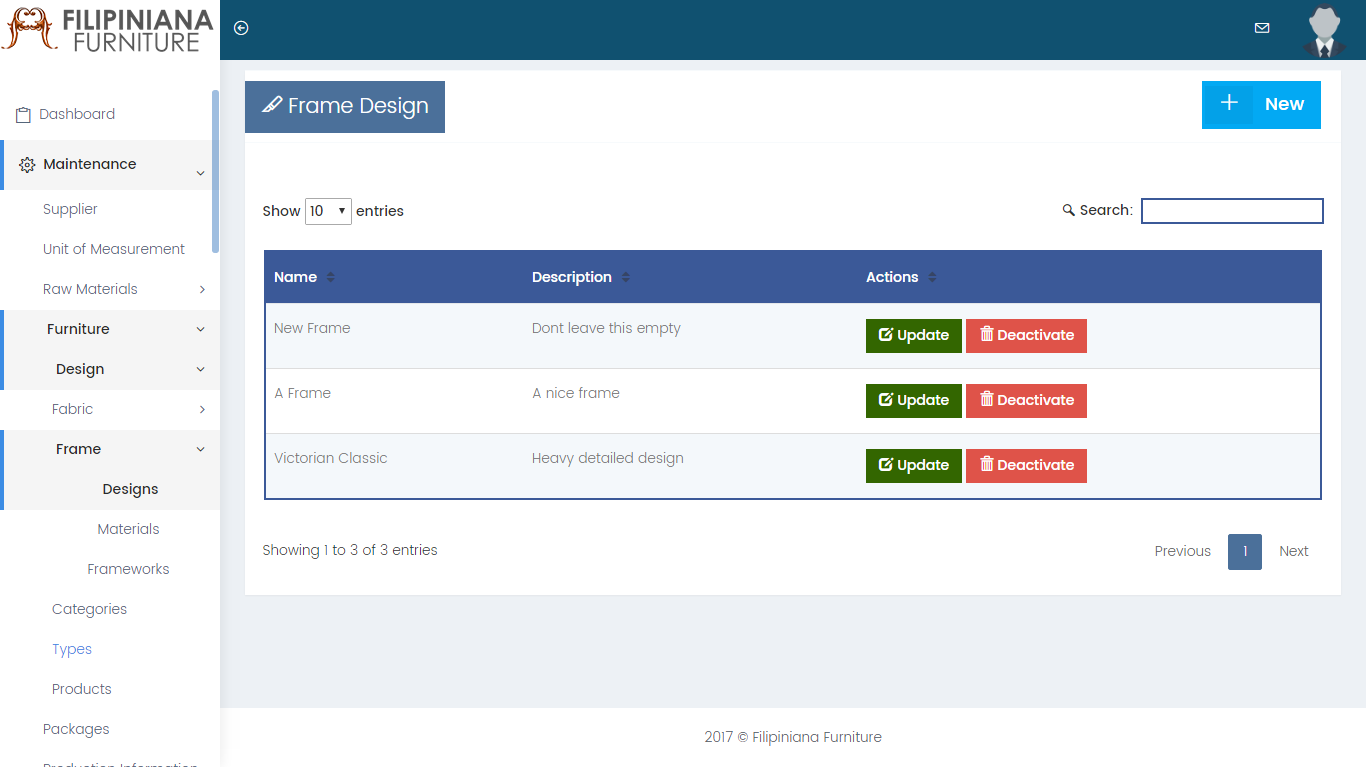 FILIPINIANA
FURNITURE
Dashboard
Maintenance
Supplier
Unit of Measurement
Raw Materials
Furniture
Design
Fabric
Frame
Designs
Materials
Frameworks
Categories
Types
Products
Packages
Production Information
Frame Design
New
Show 10 entries
Search:
Name Description Actions
New Frame Dont leave this empty Update Deactivate
A Frame A nice frame Update Deactivate
Victorian Classic Heavy detailed design Update Deactivate
Showing 1 to 3 of 3 entries
Previous 1 Next
2017 © Filipiniana Furniture